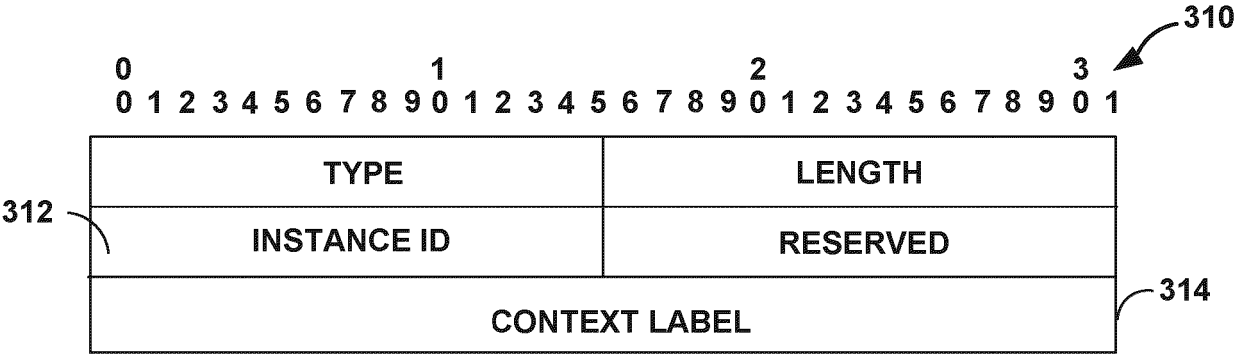 310
0 1 2 3
0 1 2 3 4 5 6 7 8 9 0 1 2 3 4 5 6 7 8 9 0 1 2 3 4 5 6 7 8 9 0 1
TYPE LENGTH
312
INSTANCE ID RESERVED
314
CONTEXT LABEL